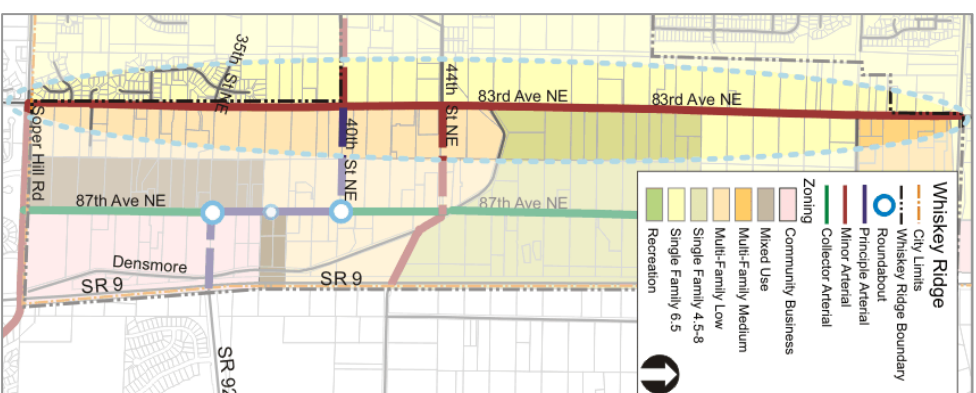 35th St NE
44th St NE
83rd Ave NE
83rd Ave NE
Soper Hill Rd
40th St NE
87th Ave NE
87th Ave NE
Densmore
SR 9
SR 9
SR 92
Whiskey Ridge
City Limits
Whiskey Ridge Boundary
Roundabout
Principle Arterial
Minor Arterial
Collector Arterial
Zoning
Community Business
Mixed Use
Multi-Family Medium
Multi-Family Low
Single Family 4.5-8
Single Family 6.5
Recreation